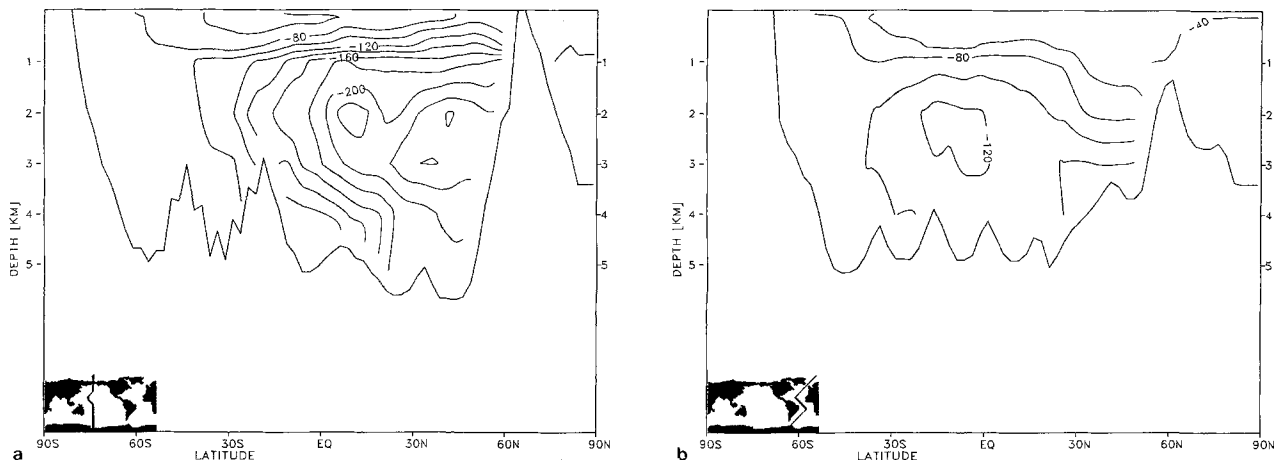 -80
-120
-160
-200
1
2
3
4
5
1
2
3
4
5
DEPTH [KM]
90S
60S
30S
EQ
30N
60N
90N
LATITUDE
a
-40
-80
-120
1
2
3
4
5
1
2
3
4
5
DEPTH [KM]
90S
60S
30S
EQ
30N
60N
90N
LATITUDE
b